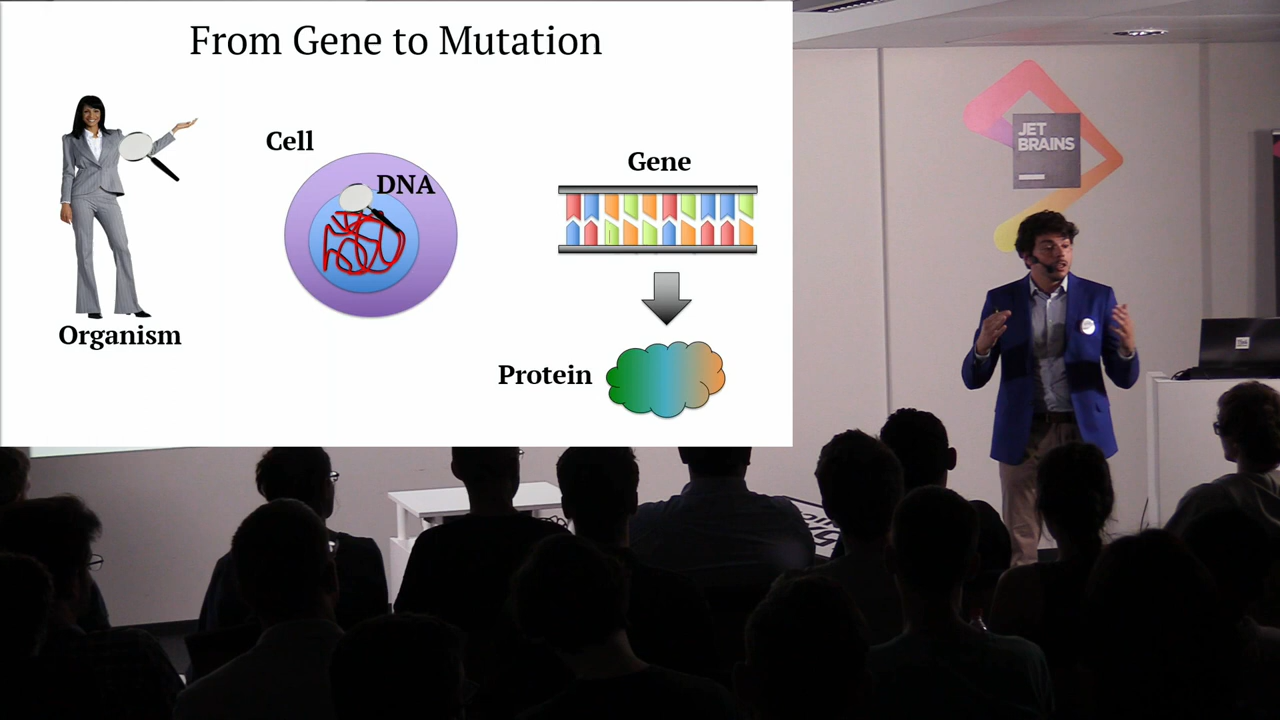 From Gene to Mutation
Cell
DNA
Gene
Organism
Protein
JET
BRAINS